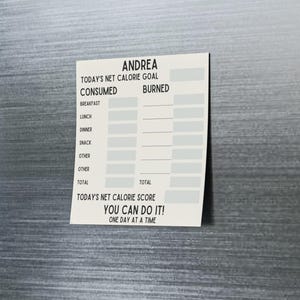 ANDREA
TODAY'S NET CALORIE GOAL
CONSUMED BURNED
BREAKFAST
LUNCH
DINNER
SNACK
OTHER
OTHER
TOTAL TOTAL
TODAY'S NET CALORIE SCORE
YOU CAN DO IT!
ONE DAY AT A TIME